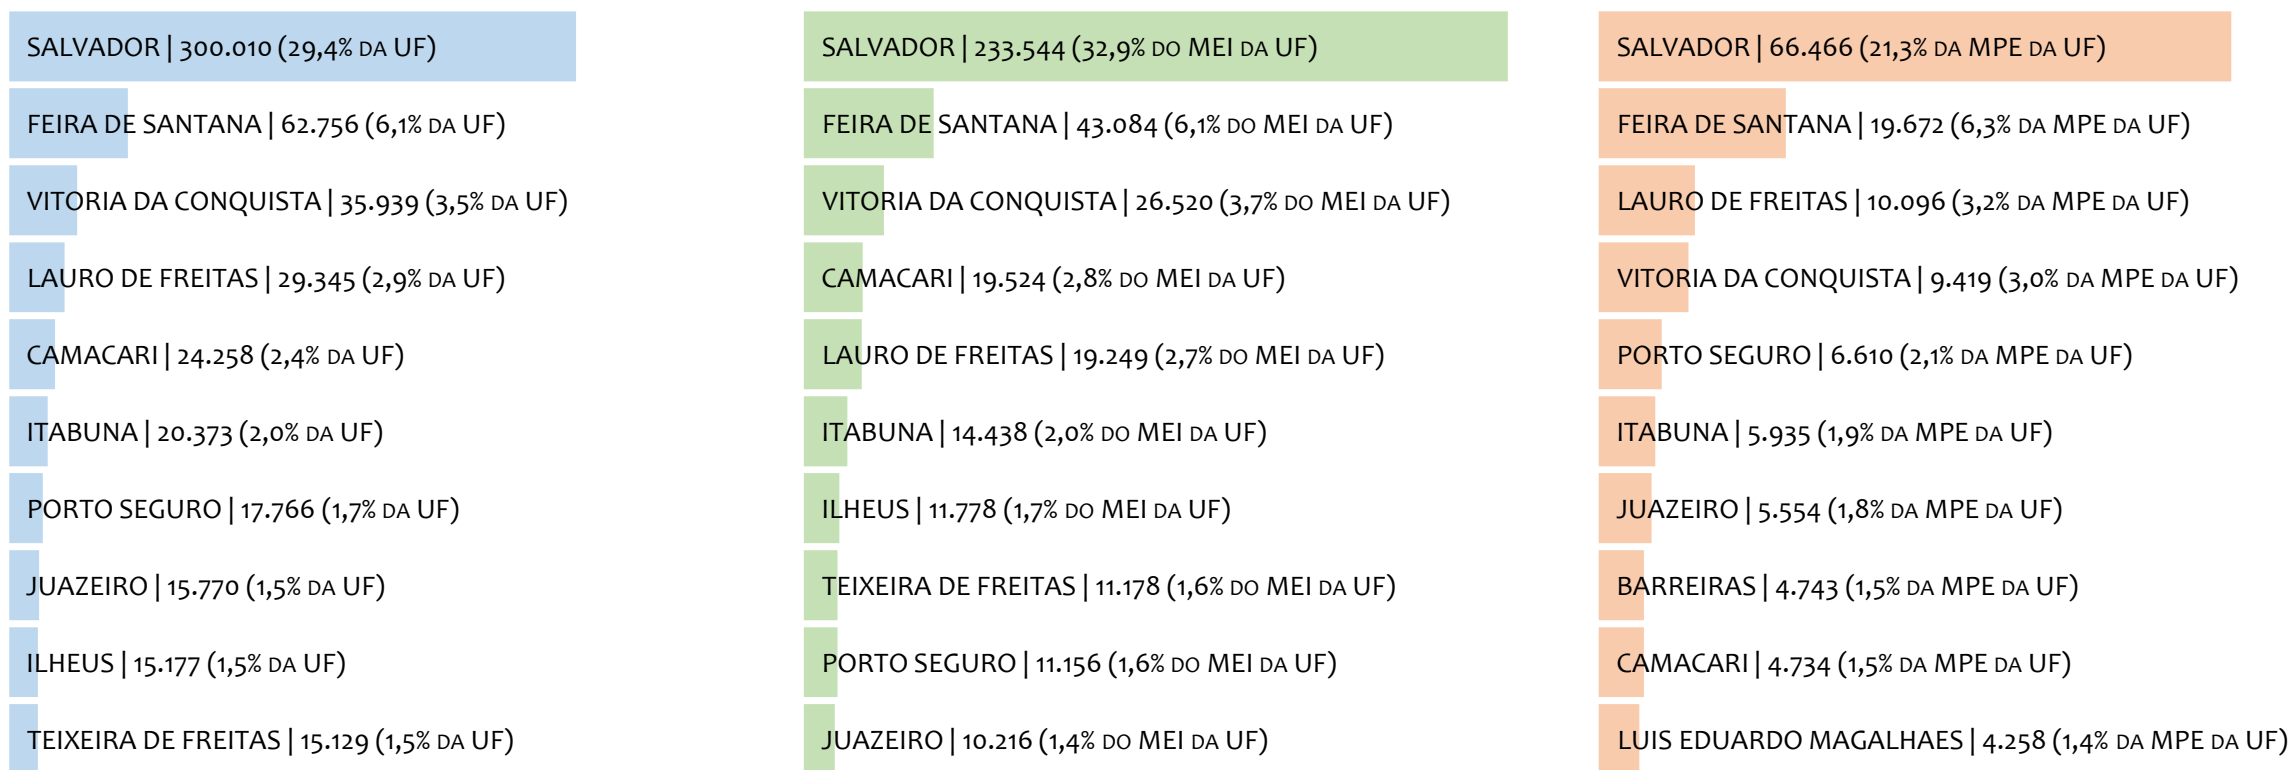 SALVADOR | 300.010 (29,4% DA UF)
FEIRA DE SANTANA | 62.756 (6,1% DA UF)
VITORIA DA CONQUISTA | 35.939 (3,5% DA UF)
LAURO DE FREITAS | 29.345 (2,9% DA UF)
CAMACARI | 24.258 (2,4% DA UF)
ITABUNA | 20.373 (2,0% DA UF)
PORTO SEGURO | 17.766 (1,7% DA UF)
JUAZEIRO | 15.770 (1,5% DA UF)
ILHEUS | 15.177 (1,5% DA UF)
TEIXEIRA DE FREITAS | 15.129 (1,5% DA UF)
SALVADOR | 233.544 (32,9% DO MEI DA UF)
FEIRA DE SANTANA | 43.084 (6,1% DO MEI DA UF)
VITORIA DA CONQUISTA | 26.520 (3,7% DO MEI DA UF)
CAMACARI | 19.524 (2,8% DO MEI DA UF)
LAURO DE FREITAS | 19.249 (2,7% DO MEI DA UF)
ITABUNA | 14.438 (2,0% DO MEI DA UF)
ILHEUS | 11.778 (1,7% DO MEI DA UF)
TEIXEIRA DE FREITAS | 11.178 (1,6% DO MEI DA UF)
PORTO SEGURO | 11.156 (1,6% DO MEI DA UF)
JUAZEIRO | 10.216 (1,4% DO MEI DA UF)
SALVADOR | 66.466 (21,3% DA MPE DA UF)
FEIRA DE SANTANA | 19.672 (6,3% DA MPE DA UF)
LAURO DE FREITAS | 10.096 (3,2% DA MPE DA UF)
VITORIA DA CONQUISTA | 9.419 (3,0% DA MPE DA UF)
PORTO SEGURO | 6.610 (2,1% DA MPE DA UF)
ITABUNA | 5.935 (1,9% DA MPE DA UF)
JUAZEIRO | 5.554 (1,8% DA MPE DA UF)
BARREIRAS | 4.743 (1,5% DA MPE DA UF)
CAMACARI | 4.734 (1,5% DA MPE DA UF)
LUIS EDUARDO MAGALHAES | 4.258 (1,4% DA MPE DA UF)